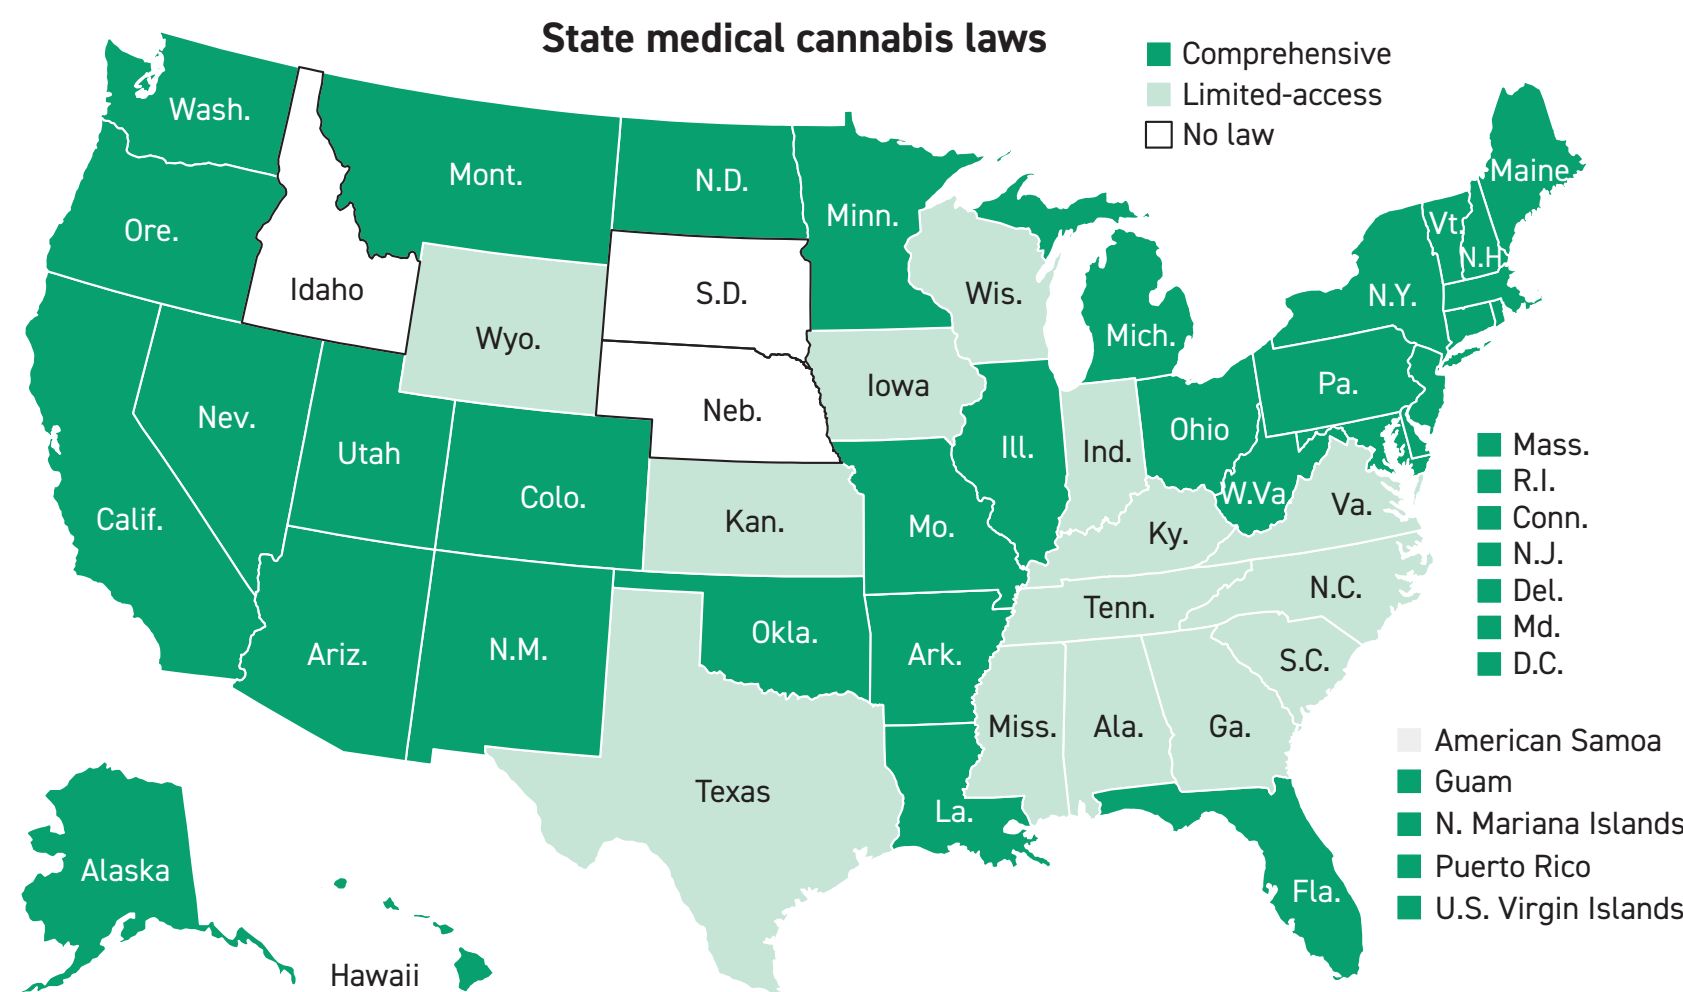 State medical cannabis laws
Comprehensive
Limited-access
No law
Wash.
Mont.
N.D.
Minn.
Maine
Ore.
Vt.
N.H.
Idaho
S.D.
Wis.
N.Y.
Wyo.
Mich.
Iowa
Pa.
Neb.
Nev.
Utah
Ohio
Ill.
Ind.
Colo.
W.Va.
Va.
Calif.
Kan.
Mo.
Ky.
N.C.
Tenn.
Okla.
Ariz.
N.M.
Ark.
S.C.
Miss.
Ala.
Ga.
Texas
La.
Alaska
Fla.
Hawaii
Mass.
R.I.
Conn.
N.J.
Del.
Md.
D.C.
American Samoa
Guam
N. Mariana Islands
Puerto Rico
U.S. Virgin Islands